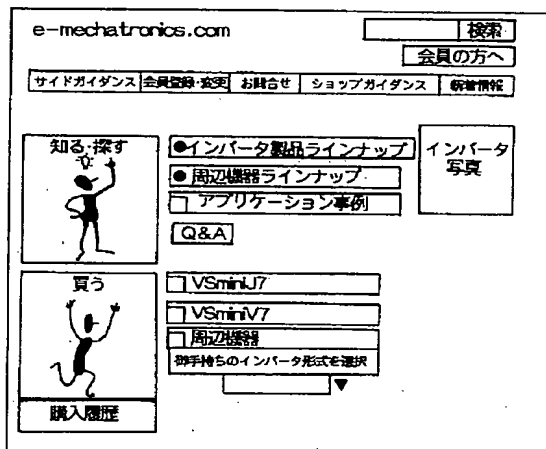 e-mechatronics.com
検索
会員の方へ
サイドガイダンス 会員登録・変更 お問合せ ショップガイダンス 新着情報
知る・探す
●インバータ製品ラインナップ
●周辺機器ラインナップ
アプリケーション事例
Q&A
インバータ
写真
買う
VSminiJ7
VSminiV7
周辺機器
御手持ちのインバータ形式を選択
▼
購入履歴